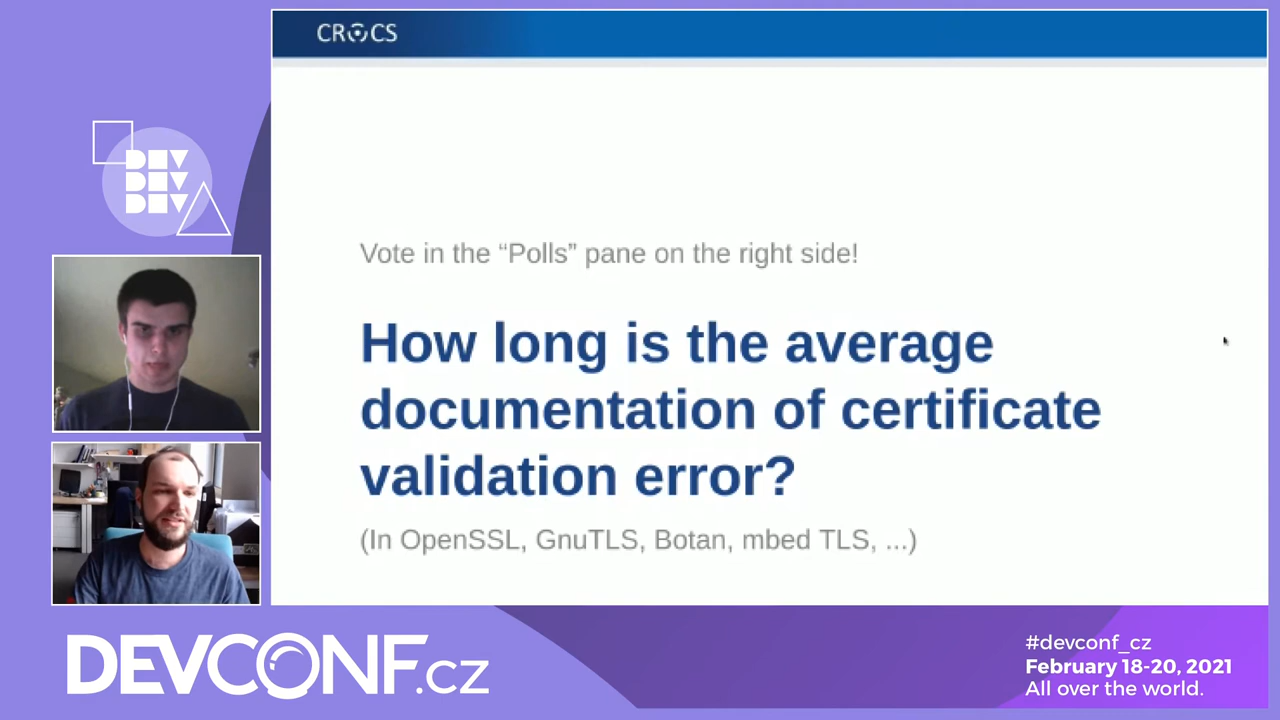 CROCS
DEV
DEV
DEV
Vote in the “Polls” pane on the right side!
How long is the average
documentation of certificate
validation error?
(In OpenSSL, GnuTLS, Botan, mbed TLS, ...)
DEVCONF.cz
#devconf_cz
February 18-20, 2021
All over the world.